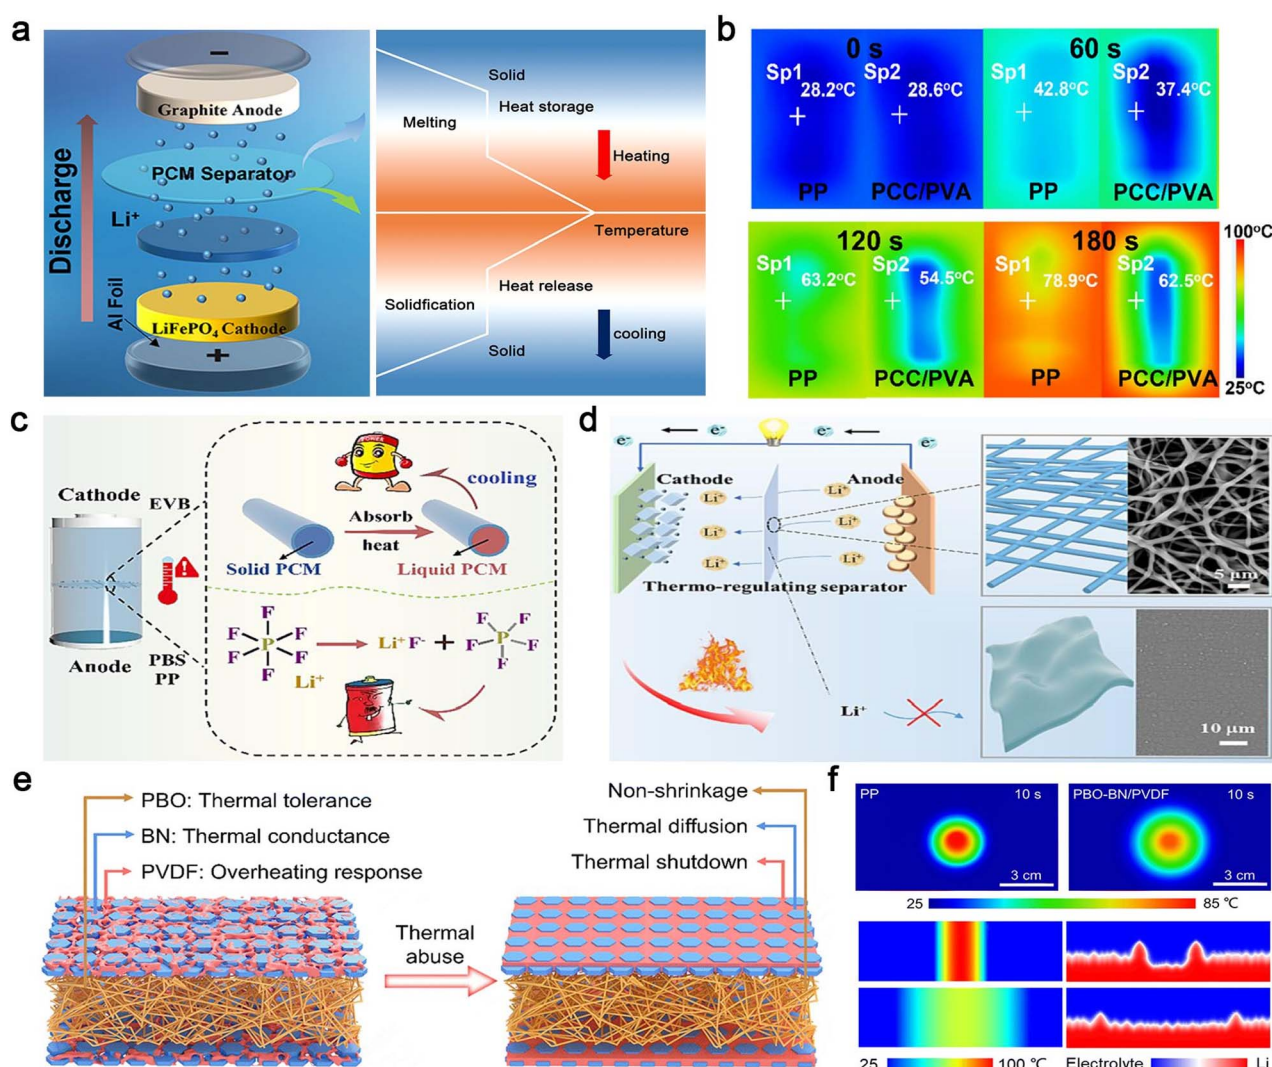 a
−
Graphite Anode
PCM Separator
Li⁺
Discharge
Al Foil
LiFePO₄ Cathode
+
Solid
Heat storage
Melting
Heating
Temperature
Heat release
Solidfication
cooling
Solid
b
0 s
Sp1
28.2°C
Sp2
28.6°C
PP
PCC/PVA
60 s
Sp1
42.8°C
Sp2
37.4°C
PP
PCC/PVA
120 s
Sp1
63.2°C
Sp2
54.5°C
PP
PCC/PVA
180 s
Sp1
78.9°C
Sp2
62.5°C
PP
PCC/PVA
100°C
25°C
c
Cathode
EVB
Anode
PBS
PP
POWER
cooling
Absorb
heat
Solid PCM
Liquid PCM
F
F
F
P
F
F
F
Li⁺
Li⁺F⁻
+
F
F
P
F
F
F
d
e⁻
e⁻
e⁻
e⁻
Cathode
Anode
Li⁺
Li⁺
Li⁺
Li⁺
Li⁺
Li⁺
Thermo-regulating separator
Li⁺
5 μm
10 μm
e
PBO: Thermal tolerance
BN: Thermal conductance
PVDF: Overheating response
Thermal
abuse
Non-shrinkage
Thermal diffusion
Thermal shutdown
f
PP
10 s
3 cm
PBO-BN/PVDF
10 s
3 cm
25
85 ℃
25
100 ℃
Electrolyte
Li